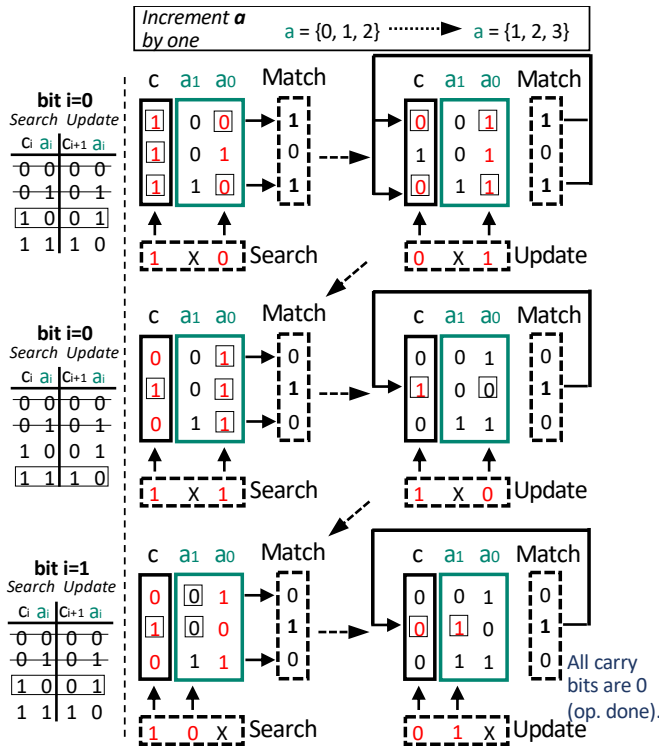 Increment a by one a = {0, 1, 2} a = {1, 2, 3}
c a1 a0 Match c a1 a0 Match
bit i=0
Search Update
ci ai ci+1 ai
0 0 0 0
0 1 0 1
1 0 0 1
1 1 1 0
1 0 0 1 0 0 1 1
1 0 1 0 1 0 1 0
1 1 0 1 0 1 1 1
1 X 0 Search 0 X 1 Update
c a1 a0 Match c a1 a0 Match
bit i=0
Search Update
ci ai ci+1 ai
0 0 0 0
0 1 0 1
1 0 0 1
1 1 1 0
0 0 1 0 0 0 1 0
1 0 1 1 1 0 0 1
0 1 1 0 0 1 1 0
1 X 1 Search 1 X 0 Update
c a1 a0 Match c a1 a0 Match
bit i=1
Search Update
ci ai ci+1 ai
0 0 0 0
0 1 0 1
1 0 0 1
1 1 1 0
0 0 1 0 0 0 1 0
1 0 0 1 0 1 0 1
0 1 1 0 0 1 1 0
All carry
bits are 0
(op. done).
1 0 X Search 0 1 X Update